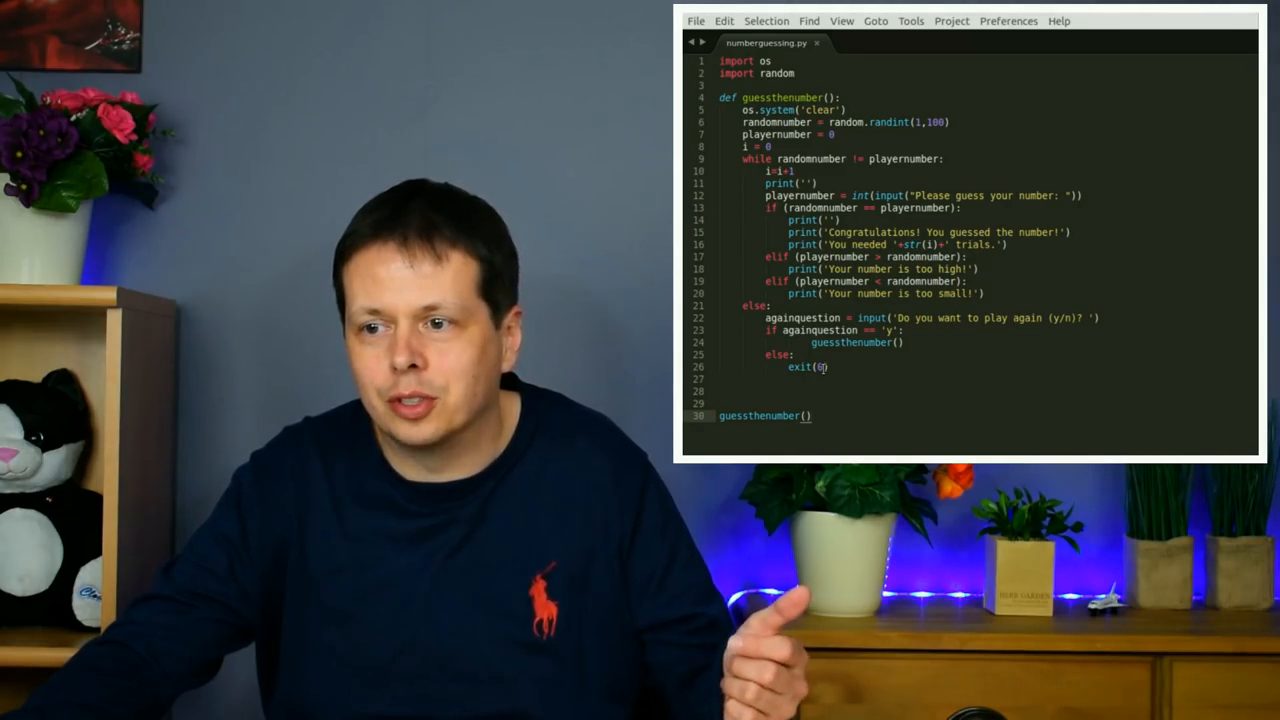 File Edit Selection Find View Goto Tools Project Preferences Help
numberguessing.py ×
1 import os
2 import random
3
4 def guessthenumber():
5 os.system('clear')
6 randomnumber = random.randint(1,100)
7 playernumber = 0
8 i = 0
9 while randomnumber != playernumber:
10 i=i+1
11 print('')
12 playernumber = int(input("Please guess your number: "))
13 if (randomnumber == playernumber):
14 print('')
15 print('Congratulations! You guessed the number!')
16 print('You needed '+str(i)+' trials.')
17 elif (playernumber > randomnumber):
18 print('Your number is too high!')
19 elif (playernumber < randomnumber):
20 print('Your number is too small!')
21 else:
22 againquestion = input('Do you want to play again (y/n)? ')
23 if againquestion == 'y':
24 guessthenumber()
25 else:
26 exit(6)
27
28
29
30 guessthenumber()
HERB GARDEN